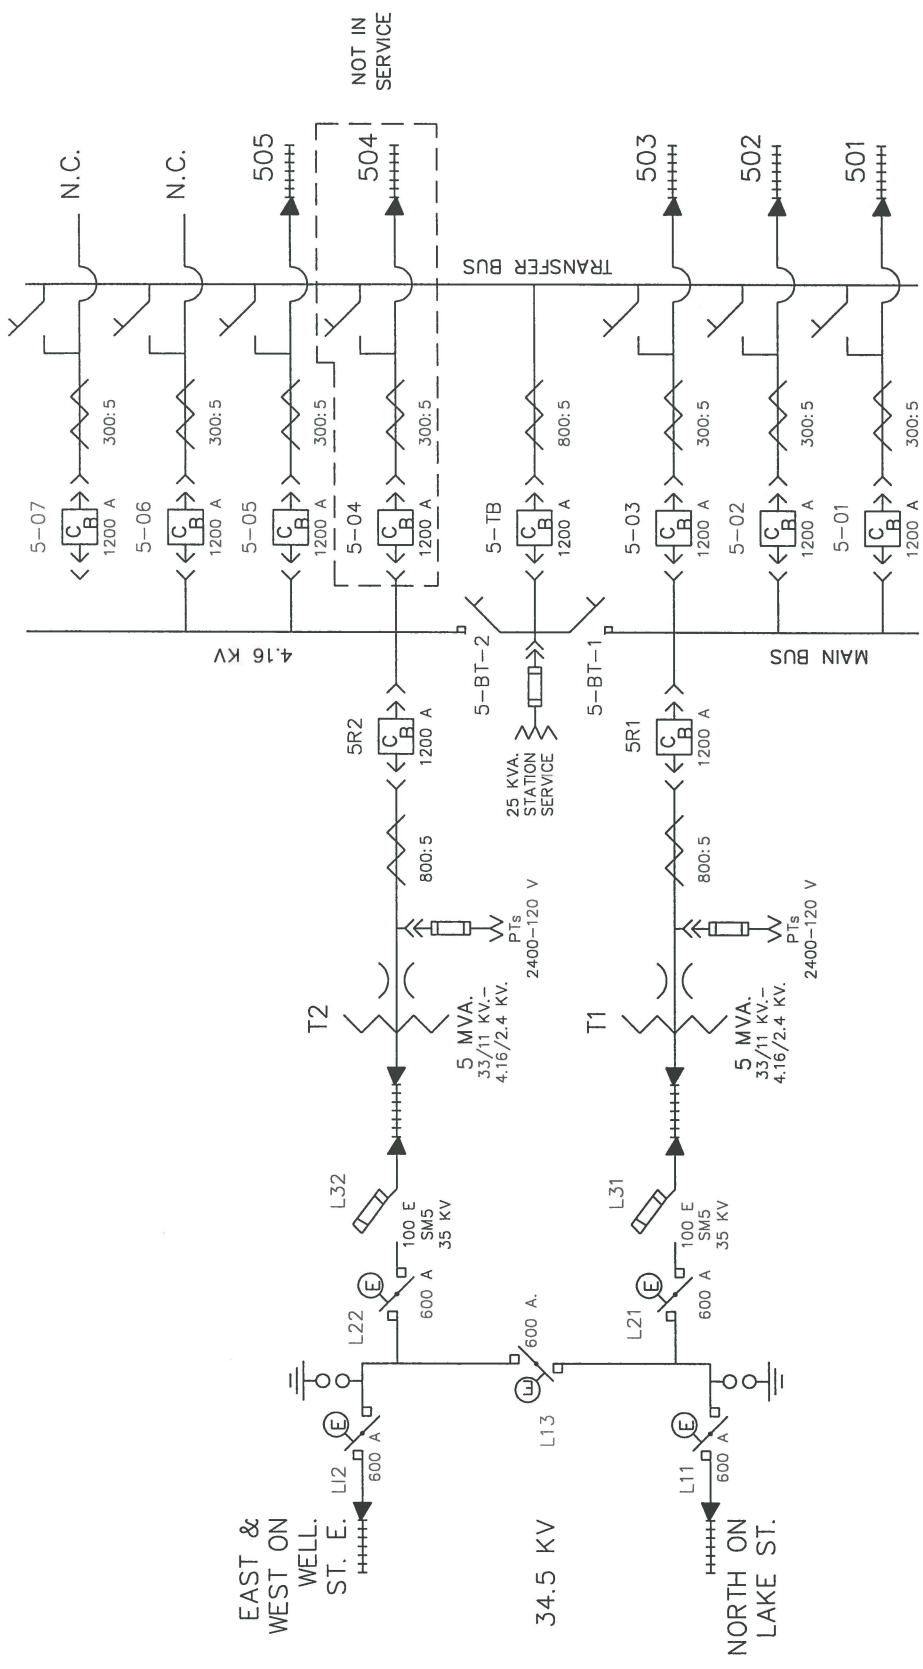 NOT IN
SERVICE
N.C.
N.C.
505
504
503
502
501
TRANSFER BUS
300:5
300:5
300:5
300:5
800:5
300:5
300:5
300:5
5-07
C
R
1200 A
5-06
C
R
1200 A
5-05
C
R
1200 A
5-04
C
R
1200 A
5-TB
C
R
1200 A
5-03
C
R
1200 A
5-02
C
R
1200 A
5-01
C
R
1200 A
4.16 KV
MAIN BUS
5-BT-2
5-BT-1
25 KVA.
STATION
SERVICE
5R2
C
R
1200 A
800:5
5R1
C
R
1200 A
800:5
PTs
2400-120 V
PTs
2400-120 V
T2
5 MVA.
33/11 KV.-
4.16/2.4 KV.
T1
5 MVA.
33/11 KV.-
4.16/2.4 KV.
L32
100 E
SM5
35 KV
L31
100 E
SM5
35 KV
L22
E
600 A
L21
E
600 A
L13
E
600 A.
L12
E
600 A
L11
E
600 A
EAST &
WEST ON
WELL.
ST. E.
34.5 KV
NORTH ON
LAKE ST.